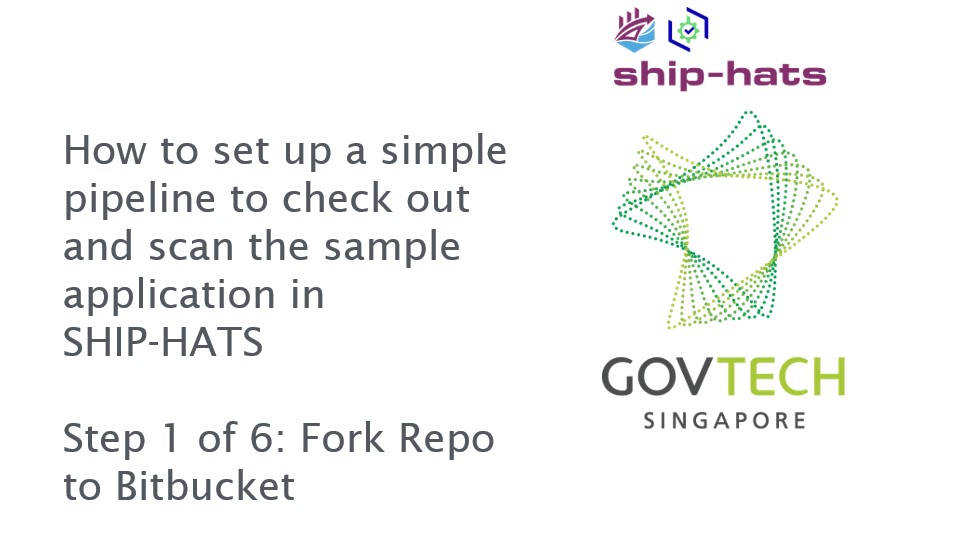 ship-hats
How to set up a simple
pipeline to check out
and scan the sample
application in
SHIP-HATS
Step 1 of 6: Fork Repo
to Bitbucket
GOVTECH
SINGAPORE